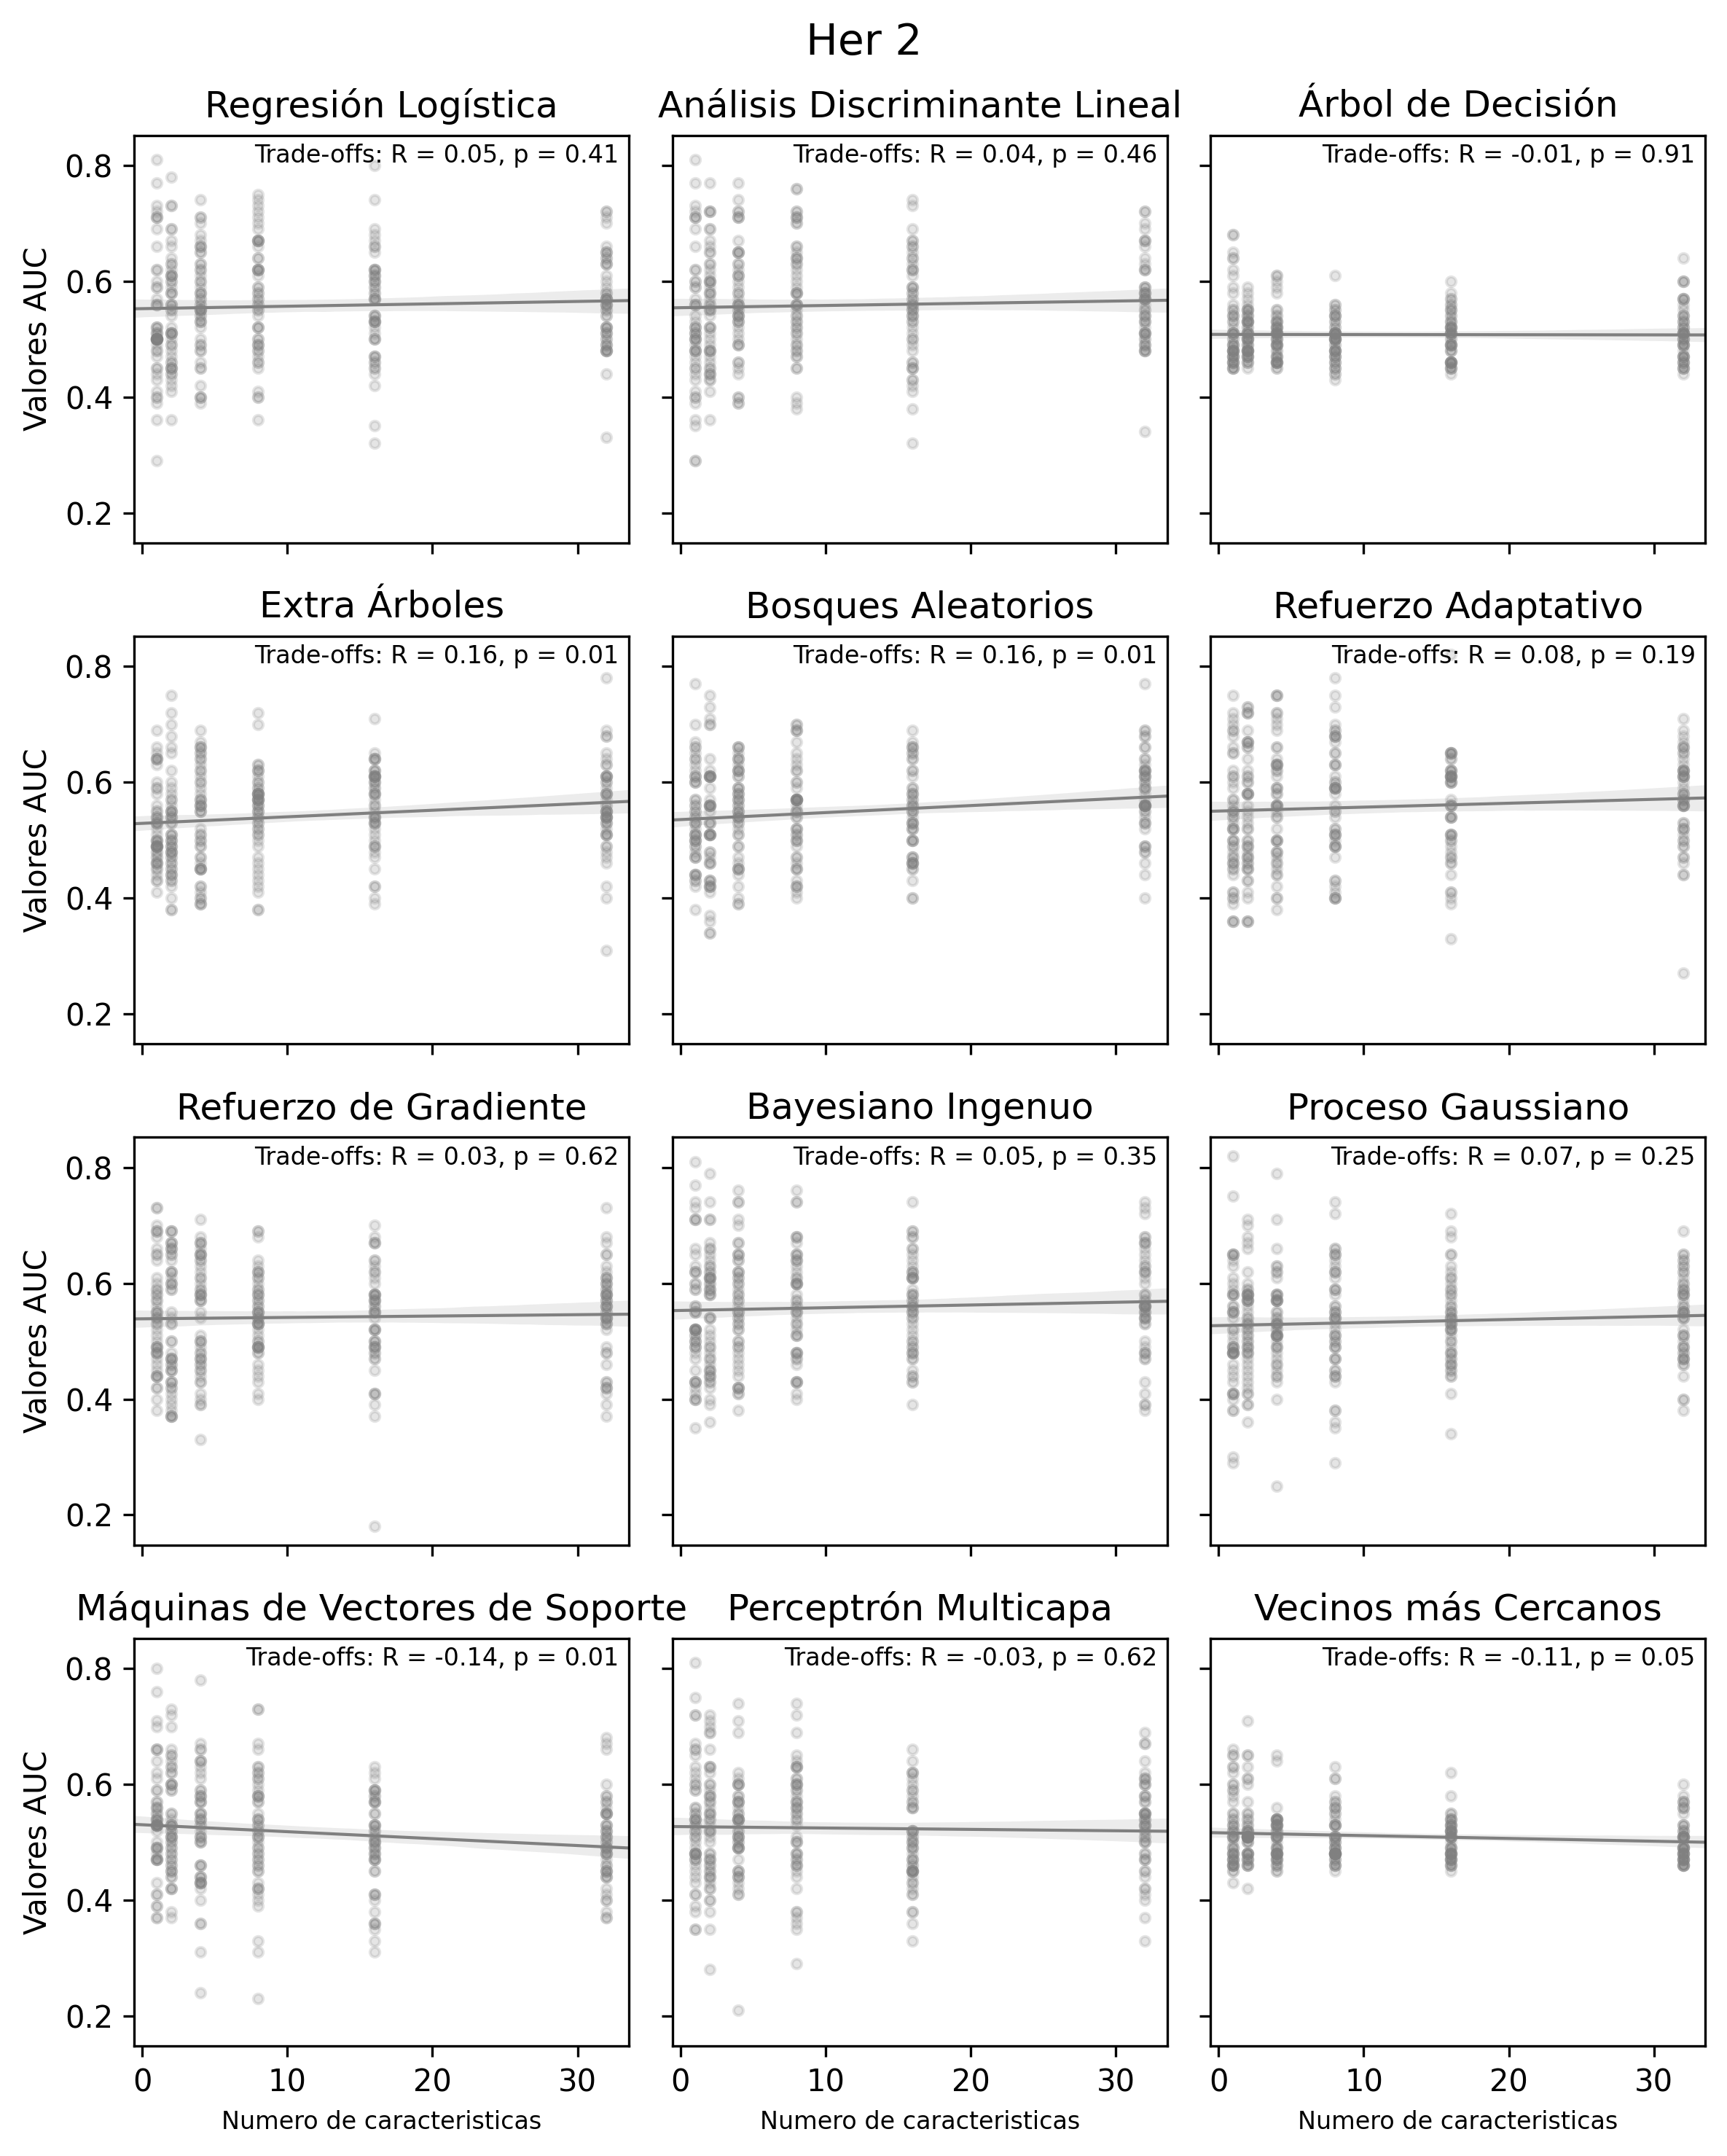 Her 2
Regresión Logística
Análisis Discriminante Lineal
Árbol de Decisión
Trade-offs: R = 0.05, p = 0.41
Trade-offs: R = 0.04, p = 0.46
Trade-offs: R = -0.01, p = 0.91
Valores AUC
0.8
0.6
0.4
0.2
Extra Árboles
Bosques Aleatorios
Refuerzo Adaptativo
Trade-offs: R = 0.16, p = 0.01
Trade-offs: R = 0.16, p = 0.01
Trade-offs: R = 0.08, p = 0.19
Valores AUC
0.8
0.6
0.4
0.2
Refuerzo de Gradiente
Bayesiano Ingenuo
Proceso Gaussiano
Trade-offs: R = 0.03, p = 0.62
Trade-offs: R = 0.05, p = 0.35
Trade-offs: R = 0.07, p = 0.25
Valores AUC
0.8
0.6
0.4
0.2
Máquinas de Vectores de Soporte
Perceptrón Multicapa
Vecinos más Cercanos
Trade-offs: R = -0.14, p = 0.01
Trade-offs: R = -0.03, p = 0.62
Trade-offs: R = -0.11, p = 0.05
Valores AUC
0.8
0.6
0.4
0.2
0 10 20 30
0 10 20 30
0 10 20 30
Numero de caracteristicas
Numero de caracteristicas
Numero de caracteristicas